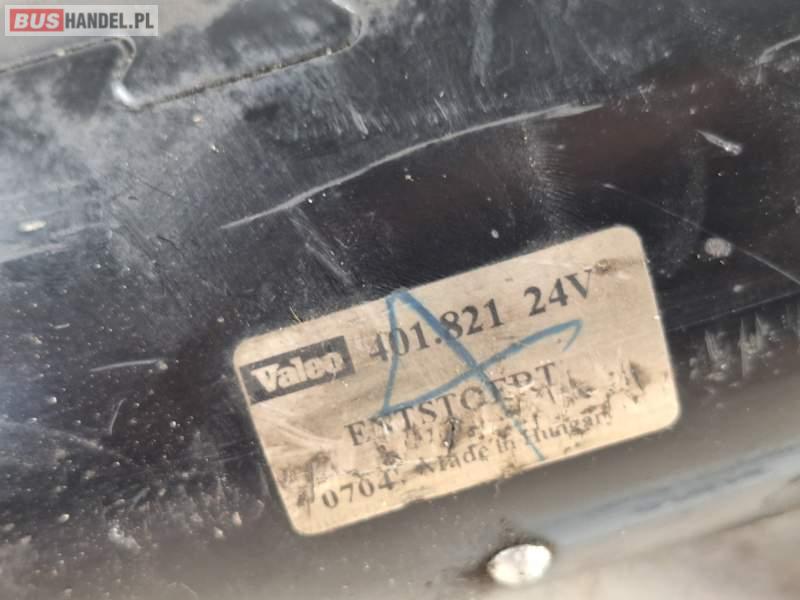 BUSHANDEL.PL
Valeo 401.821 24V
ENTSTOERT
0704. Made in Hungary